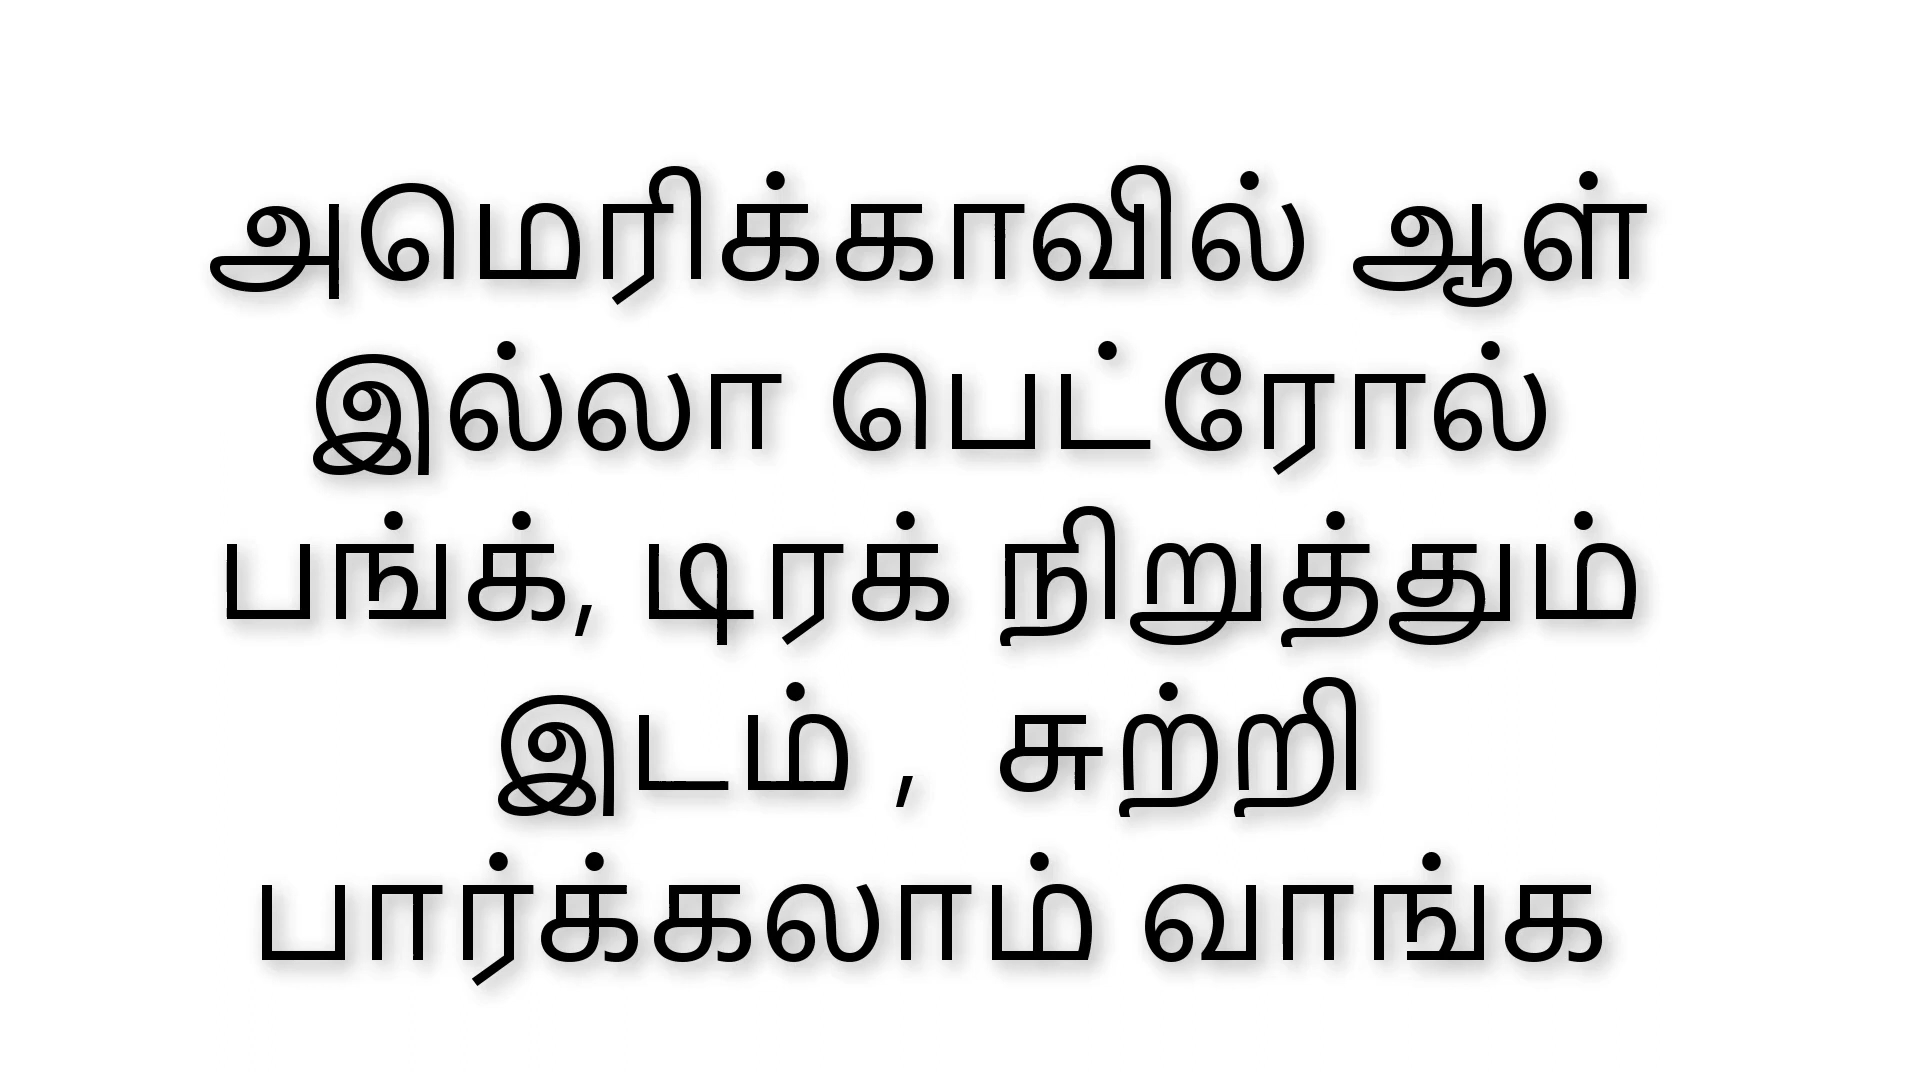 அமெரிக்காவில் ஆள்
இல்லா பெட்ரோல்
பங்க், டிரக் நிறுத்தும்
இடம் , சுற்றி
பார்க்கலாம் வாங்க